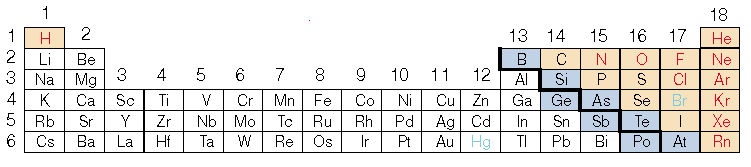 1 18
1 H 2 13 14 15 16 17 He
2 Li Be B C N O F Ne
3 Na Mg 3 4 5 6 7 8 9 10 11 12 Al Si P S Cl Ar
4 K Ca Sc Ti V Cr Mn Fe Co Ni Cu Zn Ga Ge As Se Br Kr
5 Rb Sr Y Zr Nb Mo Tc Ru Rh Pd Ag Cd In Sn Sb Te I Xe
6 Cs Ba La Hf Ta W Re Os Ir Pt Au Hg Tl Pb Bi Po At Rn